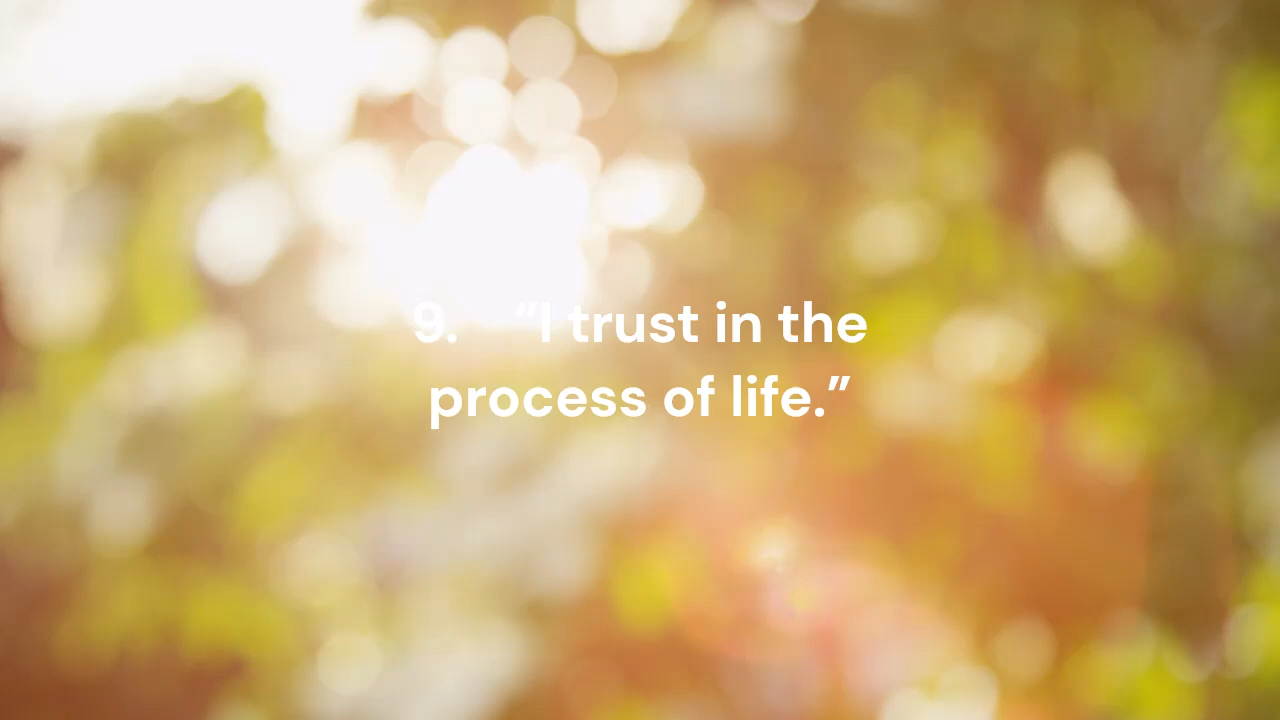 9. "I trust in the
process of life."